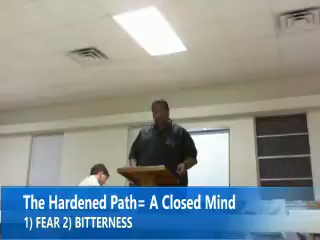 The Hardened Path= A Closed Mind
1) FEAR 2) BITTERNESS